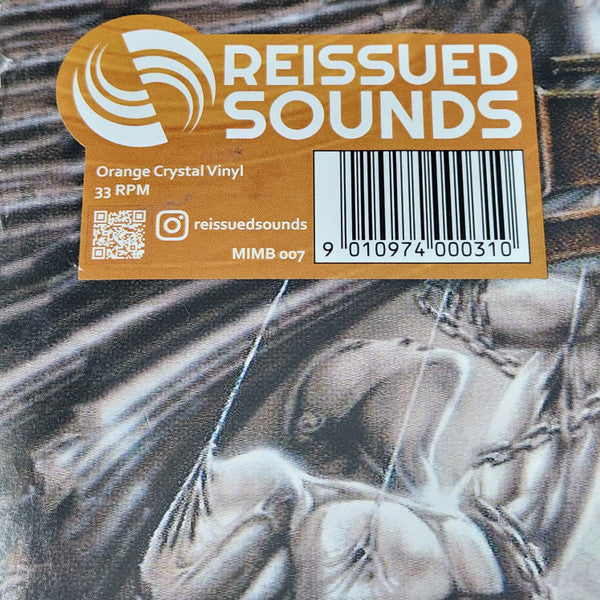 REISSUED
SOUNDS
Orange Crystal Vinyl
33 RPM
reissuedsounds
MIMB 007
9 010974 000310